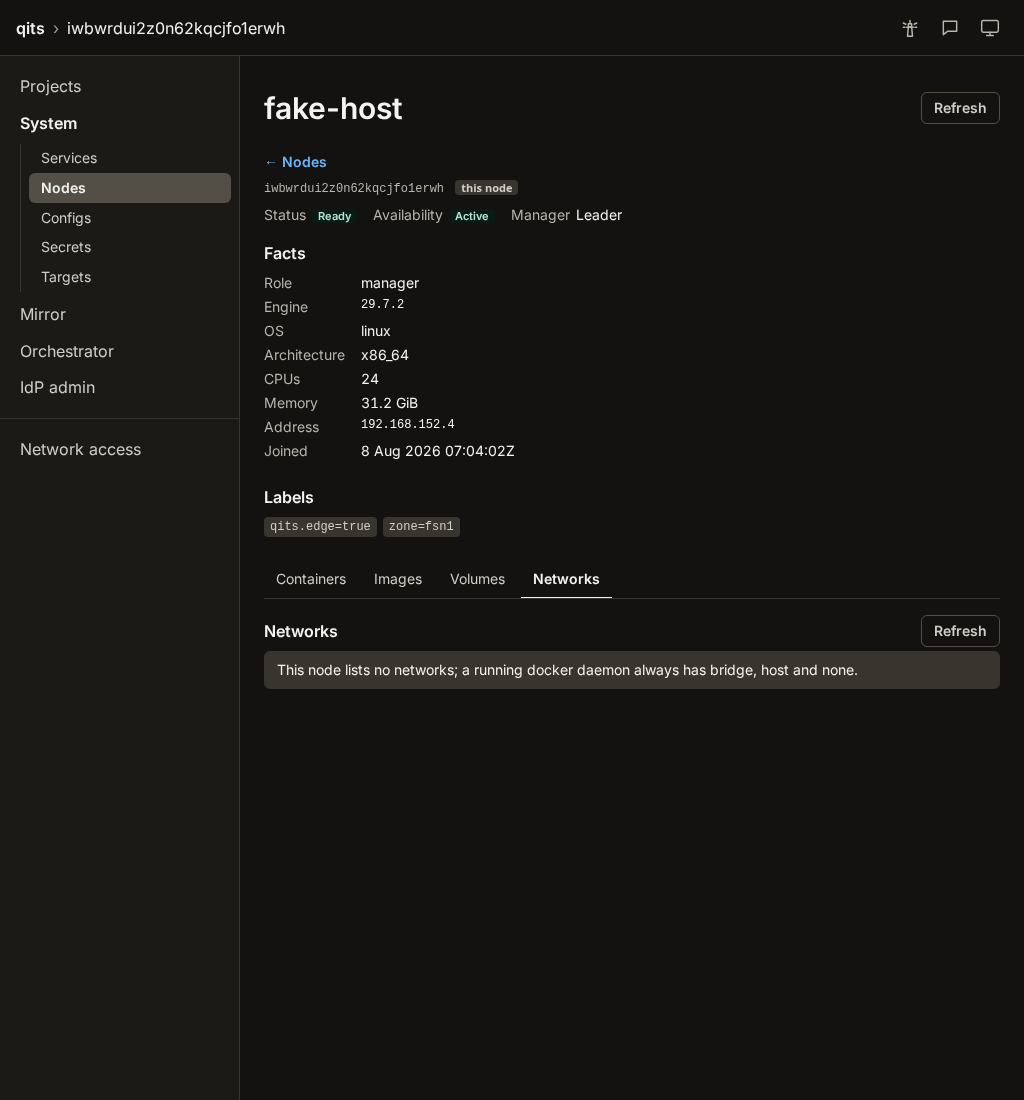 qits › iwbwrdui2z0n62kqcjfo1erwh
Projects
System
Services
Nodes
Configs
Secrets
Targets
Mirror
Orchestrator
IdP admin
Network access
fake-host
Refresh
← Nodes
iwbwrdui2z0n62kqcjfo1erwh this node
Status Ready Availability Active Manager Leader
Facts
Role manager
Engine 29.7.2
OS linux
Architecture x86_64
CPUs 24
Memory 31.2 GiB
Address 192.168.152.4
Joined 8 Aug 2026 07:04:02Z
Labels
qits.edge=true zone=fsn1
Containers Images Volumes Networks
Networks
Refresh
This node lists no networks; a running docker daemon always has bridge, host and none.